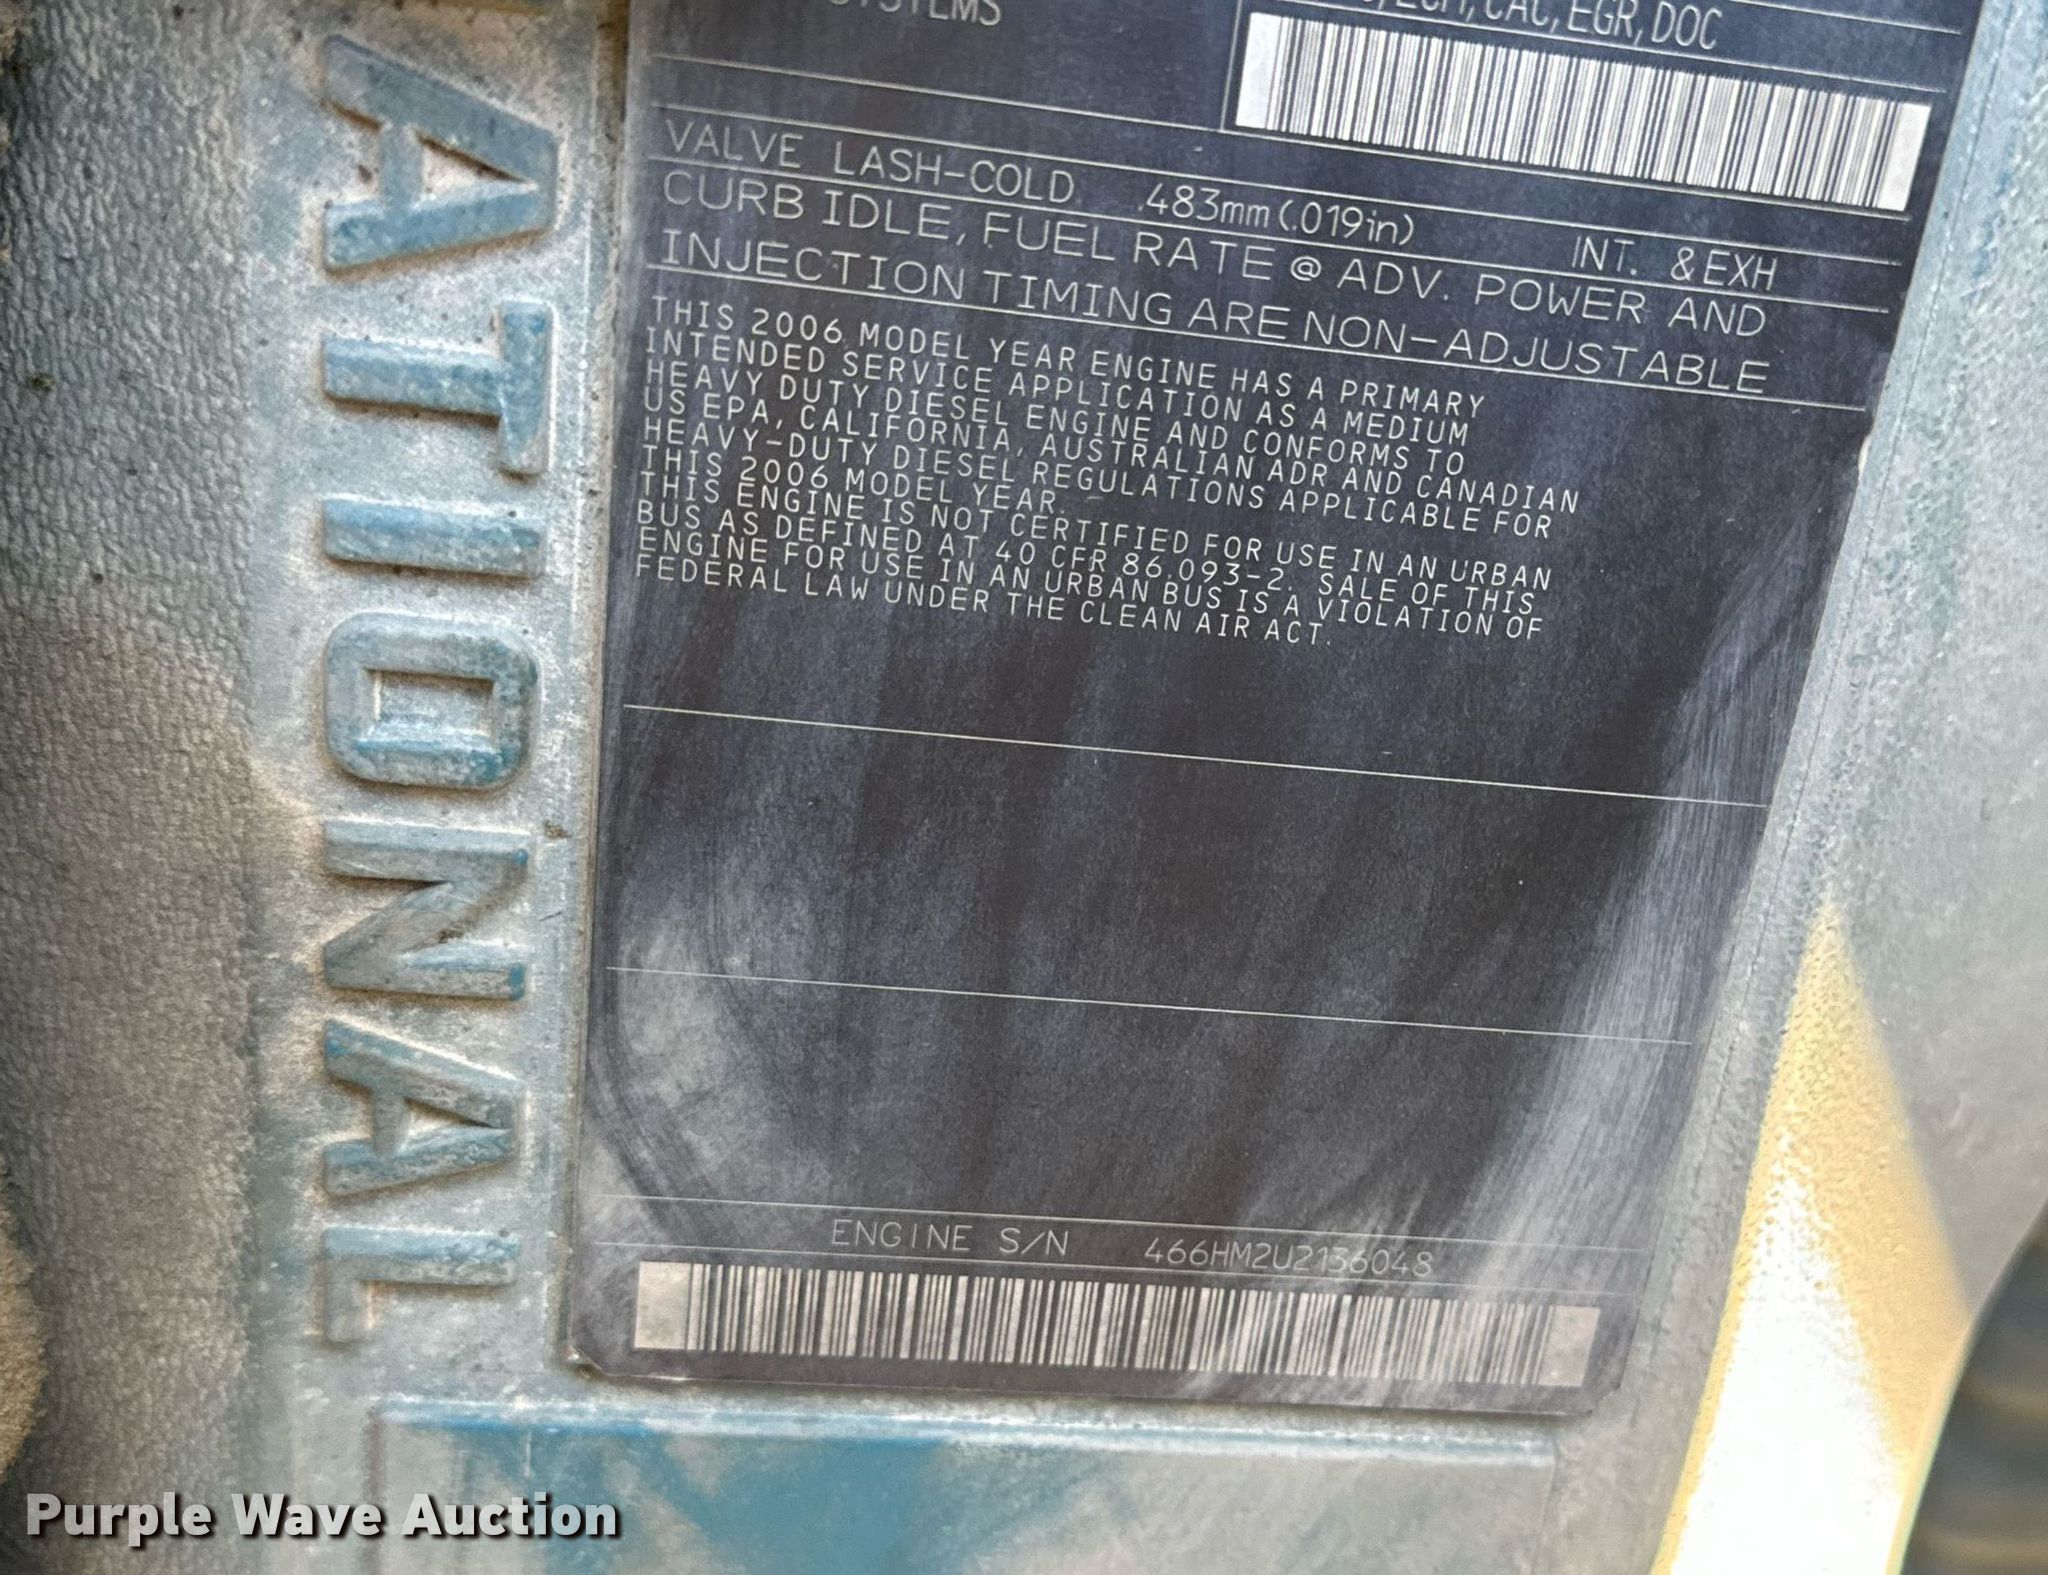 SYSTEMS
ECM, CAC, EGR, DOC
VALVE LASH-COLD .483mm (.019in) INT. & EXH
CURB IDLE, FUEL RATE @ ADV. POWER AND
INJECTION TIMING ARE NON-ADJUSTABLE
THIS 2006 MODEL YEAR ENGINE HAS A PRIMARY
INTENDED SERVICE APPLICATION AS A MEDIUM
HEAVY DUTY DIESEL ENGINE AND CONFORMS TO
US EPA, CALIFORNIA, AUSTRALIAN ADR AND CANADIAN
HEAVY-DUTY DIESEL REGULATIONS APPLICABLE FOR
THIS 2006 MODEL YEAR.
THIS ENGINE IS NOT CERTIFIED FOR USE IN AN URBAN
BUS AS DEFINED AT 40 CFR 86.093-2. SALE OF THIS
ENGINE FOR USE IN AN URBAN BUS IS A VIOLATION OF
FEDERAL LAW UNDER THE CLEAN AIR ACT.
ENGINE S/N 466HM2U2136048
ATIONAL
Purple Wave Auction